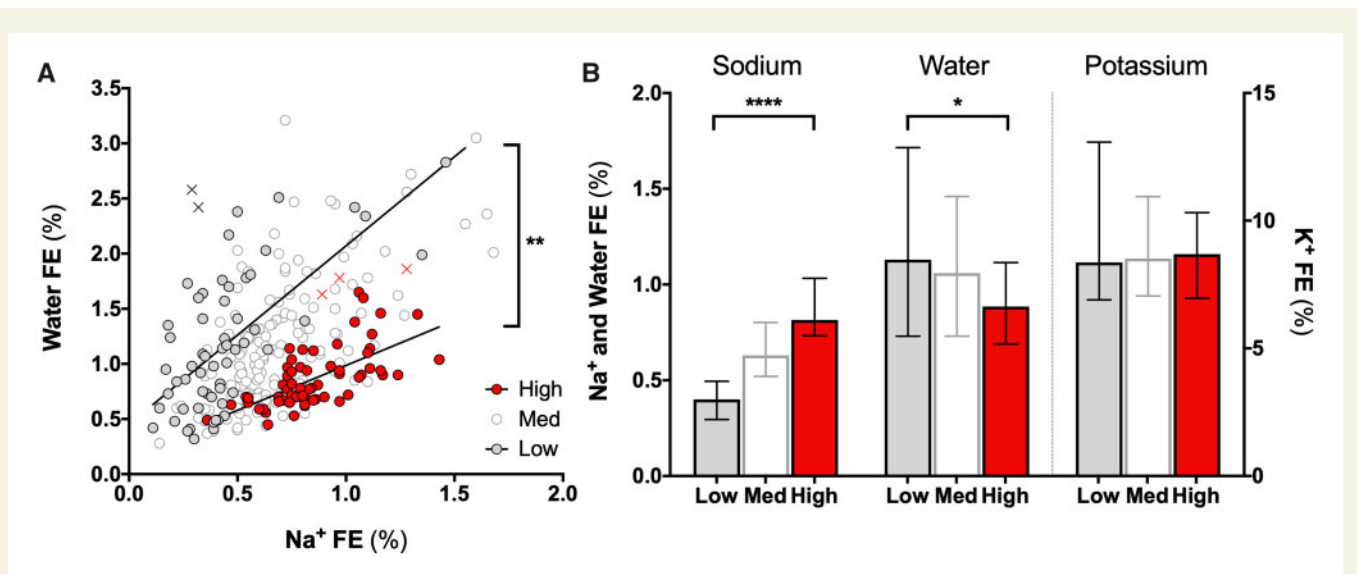 A
Water FE (%)
3.5
3.0
2.5
2.0
1.5
1.0
0.5
0.0
0.0 0.5 1.0 1.5 2.0
Na⁺ FE (%)
**
High
Med
Low
B
Sodium Water Potassium
Na⁺ and Water FE (%)
2.0
1.5
1.0
0.5
0.0
**** *
Low Med High Low Med High Low Med High
15
10
5
0
K⁺ FE (%)